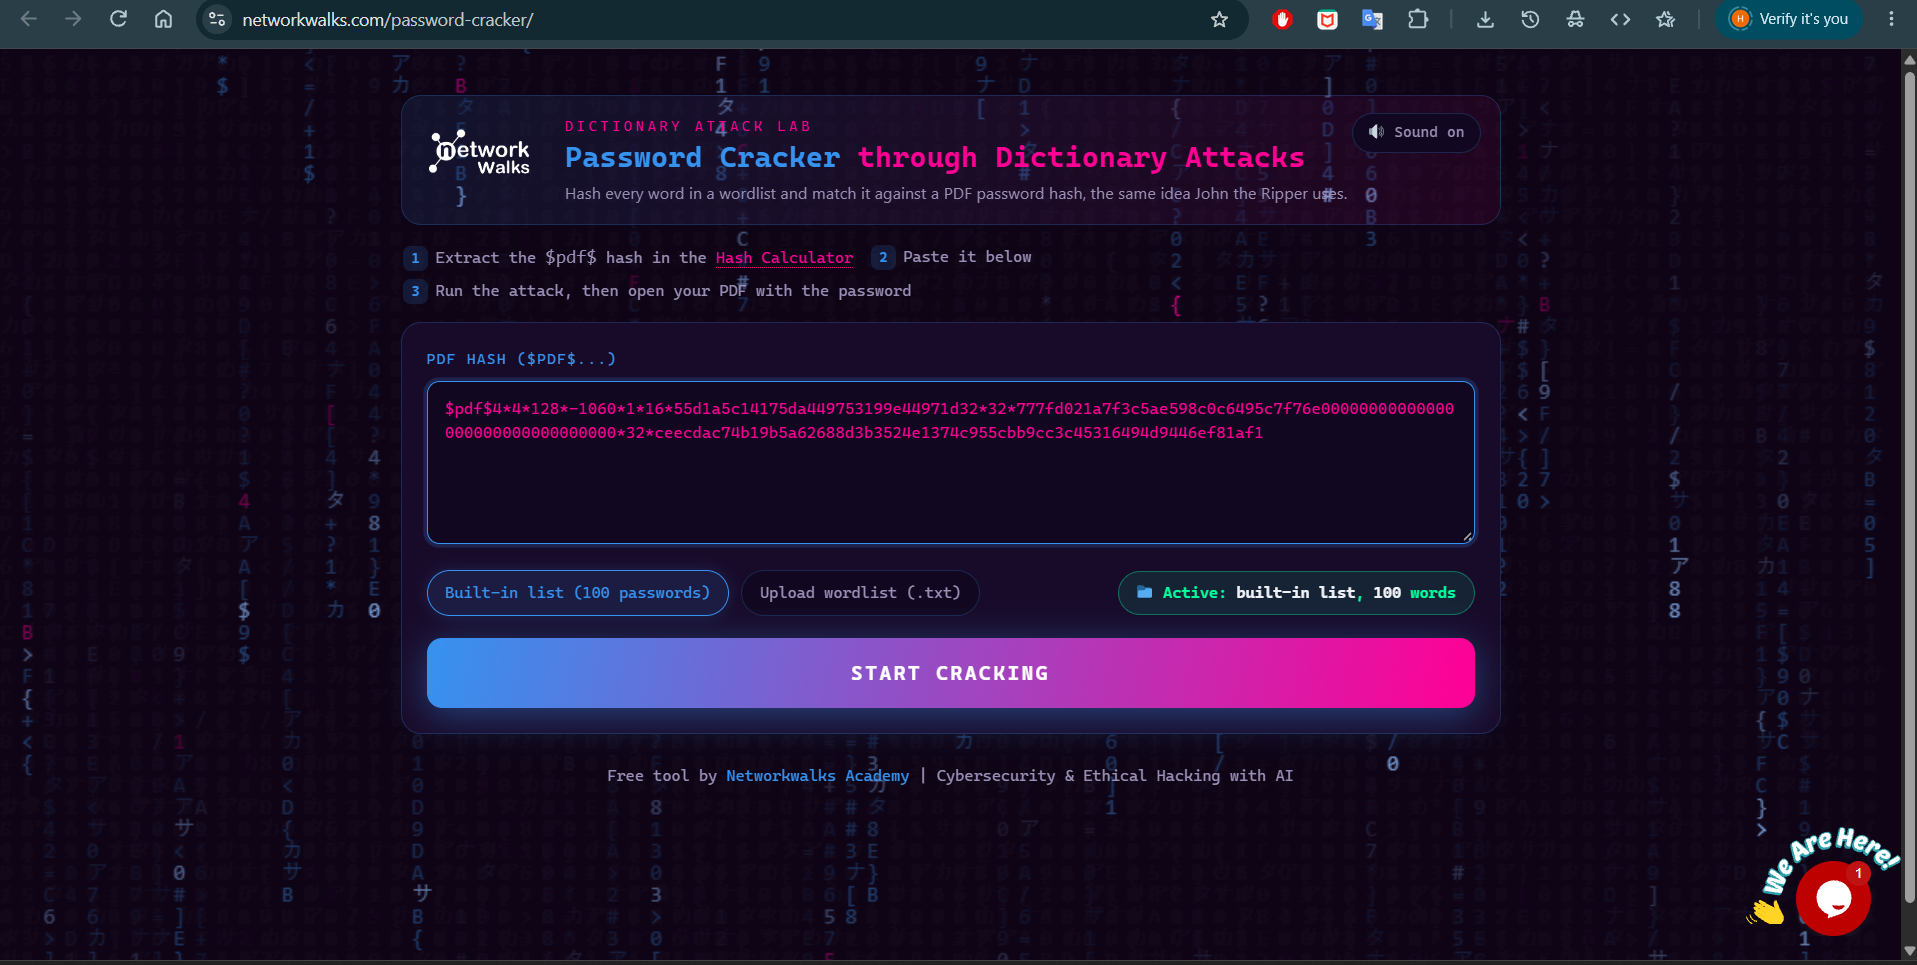 networkwalks.com/password-cracker/
Verify it's you
network
Walks
DICTIONARY ATTACK LAB
Password Cracker through Dictionary Attacks
Hash every word in a wordlist and match it against a PDF password hash, the same idea John the Ripper uses.
Sound on
1 Extract the $pdf$ hash in the Hash Calculator 2 Paste it below
3 Run the attack, then open your PDF with the password
PDF HASH ($PDF$...)
$pdf$4*4*128*-1060*1*16*55d1a5c14175da449753199e44971d32*32*777fd021a7f3c5ae598c0c6495c7f76e00000000000000
000000000000000000*32*ceecdac74b19b5a62688d3b3524e1374c955cbb9cc3c45316494d9446ef81af1
Built-in list (100 passwords)
Upload wordlist (.txt)
Active: built-in list, 100 words
START CRACKING
Free tool by Networkwalks Academy | Cybersecurity & Ethical Hacking with AI
We Are Here!
1